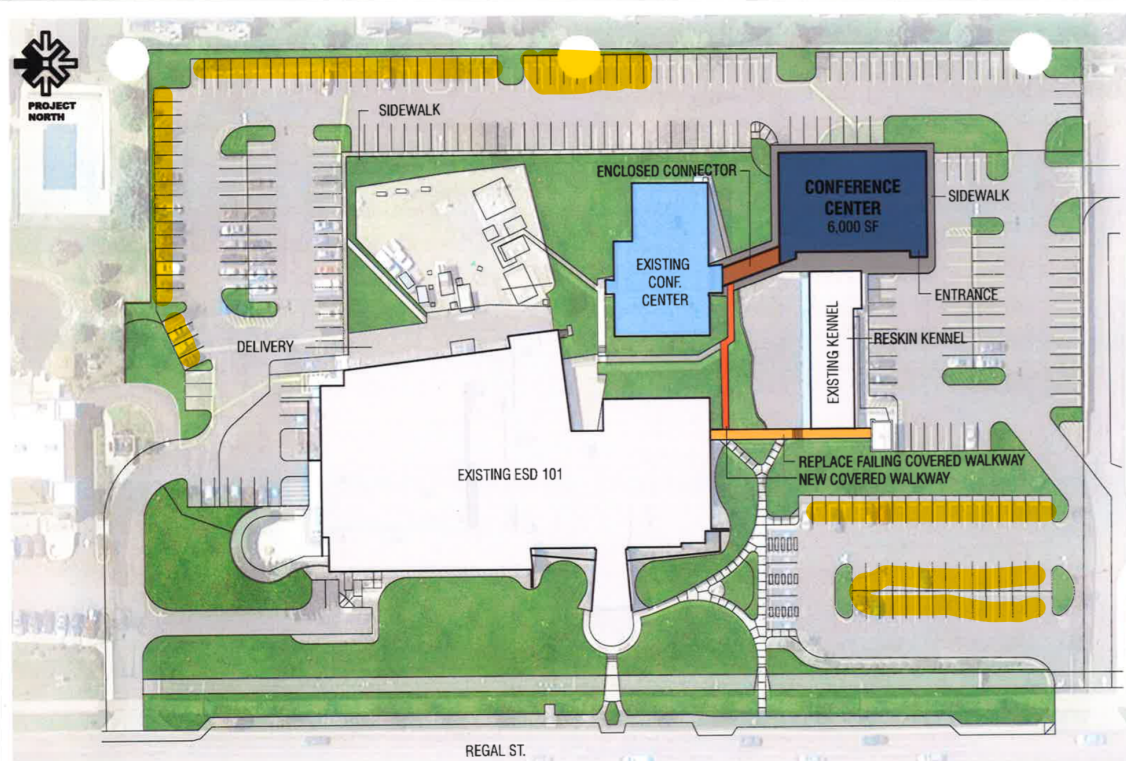 PROJECT
NORTH
SIDEWALK
ENCLOSED CONNECTOR
CONFERENCE
CENTER
6,000 SF
SIDEWALK
EXISTING
CONF.
CENTER
ENTRANCE
EXISTING KENNEL
RESKIN KENNEL
DELIVERY
EXISTING ESD 101
REPLACE FAILING COVERED WALKWAY
NEW COVERED WALKWAY
REGAL ST.